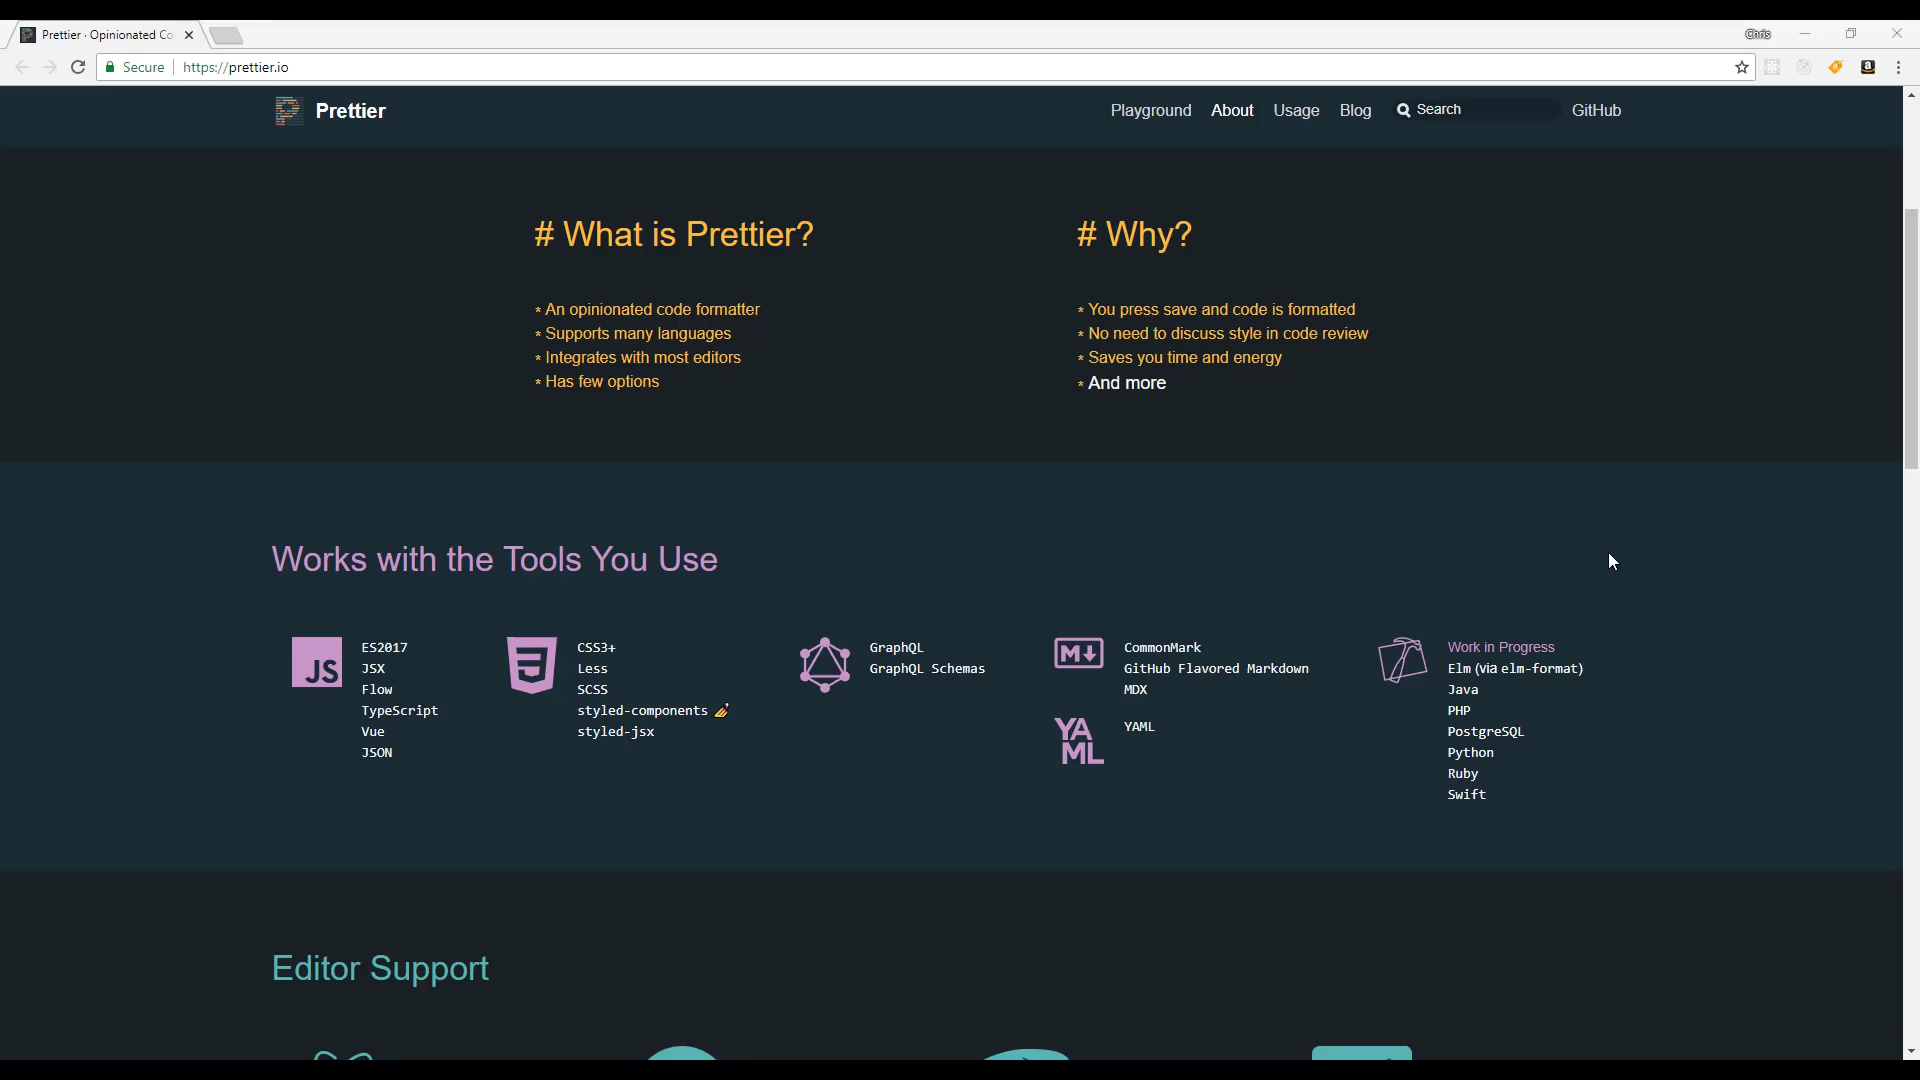 Prettier · Opinionated Co
Chris
Secure
https://prettier.io
Prettier
Playground
About
Usage
Blog
Search
GitHub
# What is Prettier?
* An opinionated code formatter
* Supports many languages
* Integrates with most editors
* Has few options
# Why?
* You press save and code is formatted
* No need to discuss style in code review
* Saves you time and energy
* And more
Works with the Tools You Use
JS
ES2017
JSX
Flow
TypeScript
Vue
JSON
CSS3+
Less
SCSS
styled-components 💅
styled-jsx
GraphQL
GraphQL Schemas
M
CommonMark
GitHub Flavored Markdown
MDX
YA
ML
YAML
Work in Progress
Elm (via elm-format)
Java
PHP
PostgreSQL
Python
Ruby
Swift
Editor Support